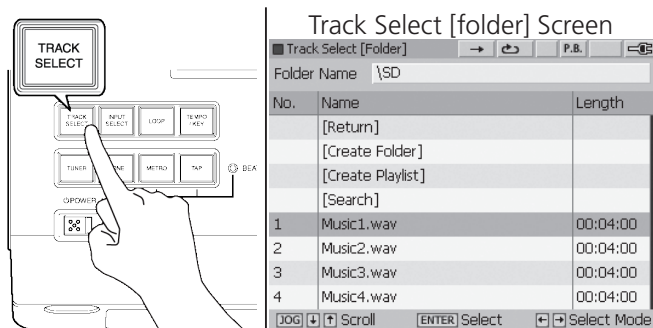 TRACK
SELECT
TRACK
SELECT
INPUT
SELECT
LOOP
TEMPO
/KEY
TUNER
METRO
TAP
POWER
Track Select [folder] Screen
Track Select [Folder] P.B.
Folder Name \SD
No. Name Length
[Return]
[Create Folder]
[Create Playlist]
[Search]
1 Music1.wav 00:04:00
2 Music2.wav 00:04:00
3 Music3.wav 00:04:00
4 Music4.wav 00:04:00
JOG ↓ ↑ Scroll ENTER Select ← → Select Mode